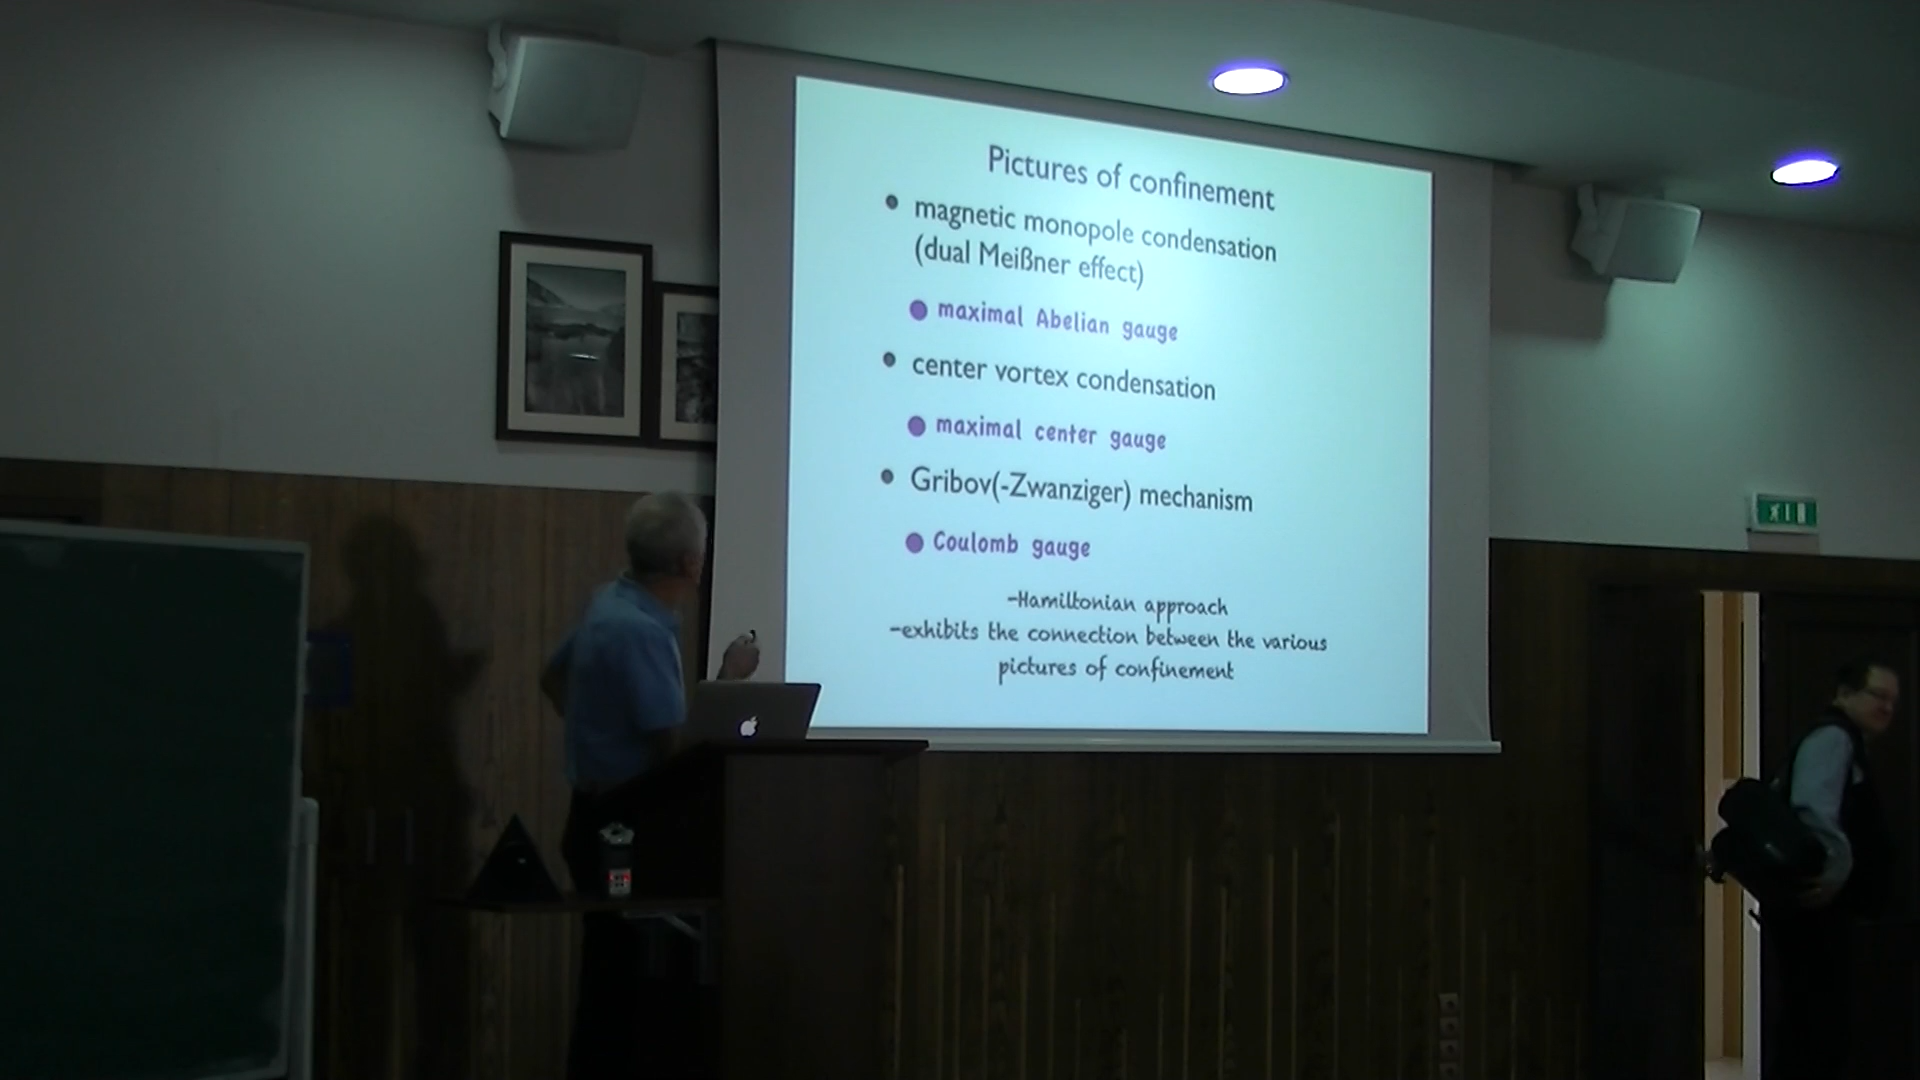 Pictures of confinement
magnetic monopole condensation
(dual Meißner effect)
maximal Abelian gauge
center vortex condensation
maximal center gauge
Gribov(-Zwanziger) mechanism
Coulomb gauge
-Hamiltonian approach
-exhibits the connection between the various
pictures of confinement